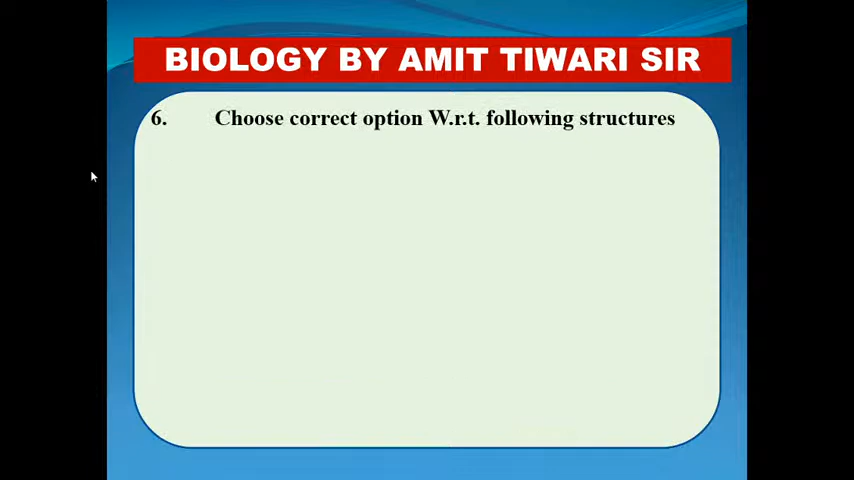 BIOLOGY BY AMIT TIWARI SIR
6. Choose correct option W.r.t. following structures